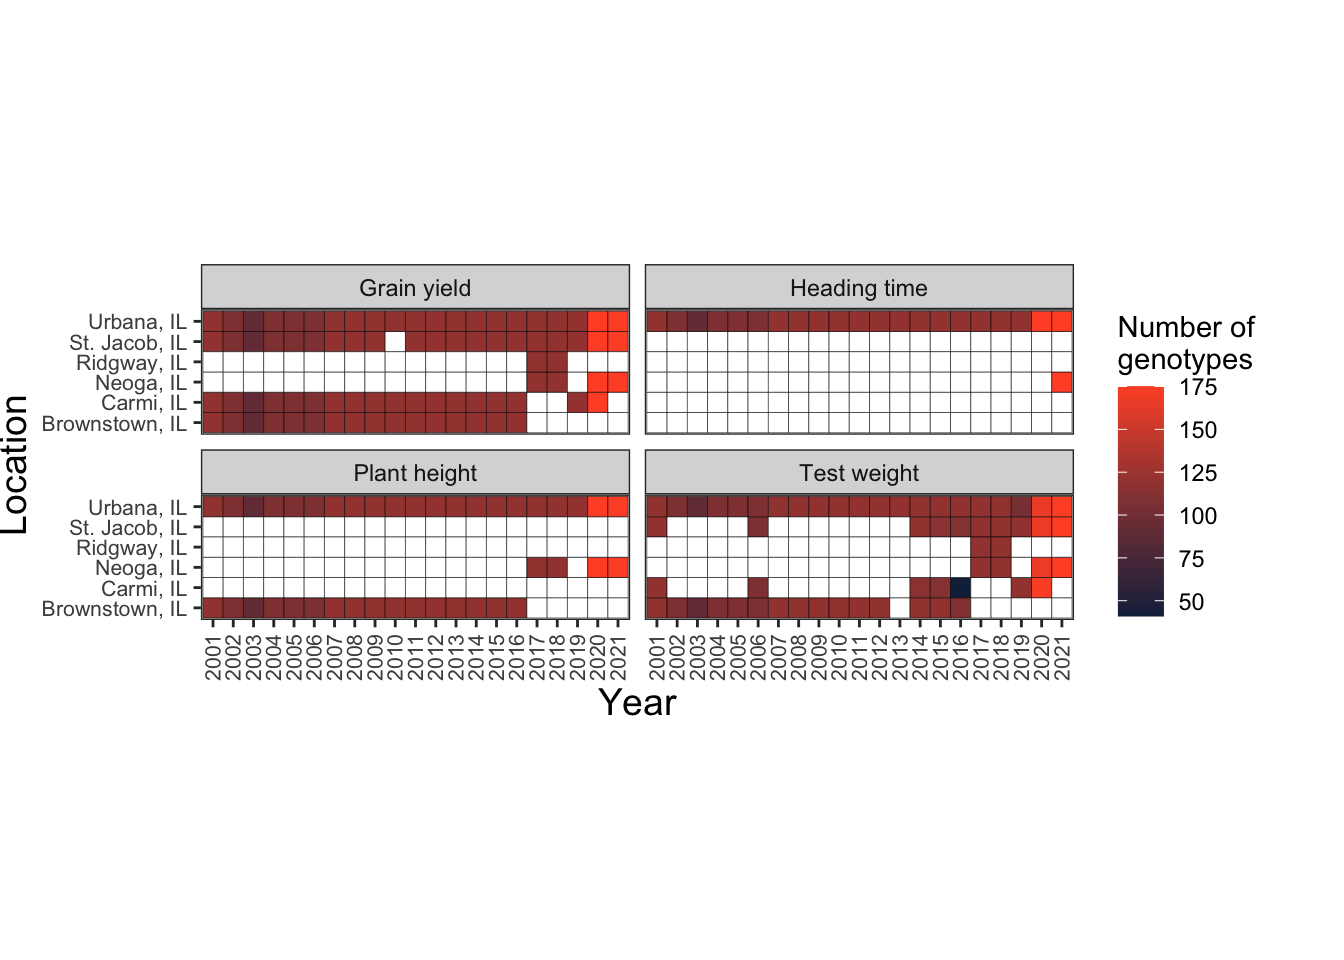 Grain yield
Heading time
Urbana, IL
St. Jacob, IL
Ridgway, IL
Neoga, IL
Carmi, IL
Brownstown, IL
Plant height
Test weight
Urbana, IL
St. Jacob, IL
Ridgway, IL
Neoga, IL
Carmi, IL
Brownstown, IL
2001 2002 2003 2004 2005 2006 2007 2008 2009 2010 2011 2012 2013 2014 2015 2016 2017 2018 2019 2020 2021
2001 2002 2003 2004 2005 2006 2007 2008 2009 2010 2011 2012 2013 2014 2015 2016 2017 2018 2019 2020 2021
Location
Year
Number of
genotypes
175
150
125
100
75
50